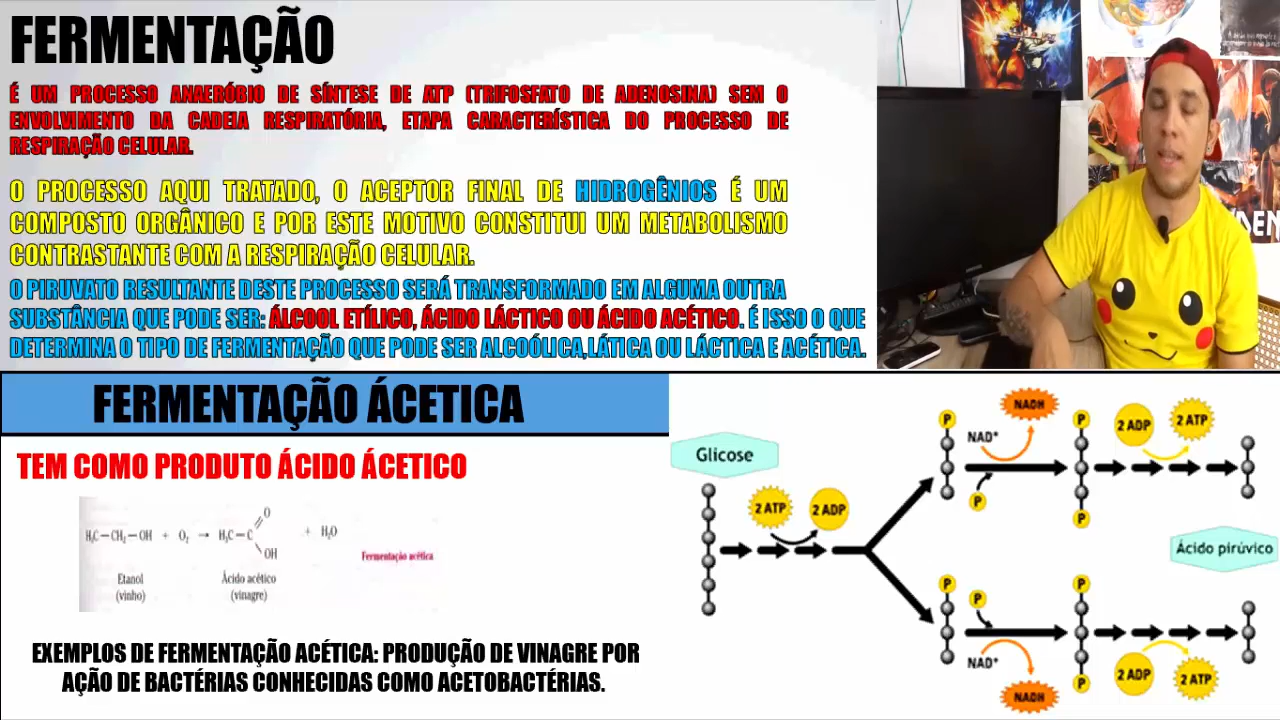 FERMENTAÇÃO
É UM PROCESSO ANAERÓBIO DE SÍNTESE DE ATP (TRIFOSFATO DE ADENOSINA) SEM O
ENVOLVIMENTO DA CADEIA RESPIRATÓRIA, ETAPA CARACTERÍSTICA DO PROCESSO DE
RESPIRAÇÃO CELULAR.
O PROCESSO AQUI TRATADO, O ACEPTOR FINAL DE HIDROGÊNIOS É UM
COMPOSTO ORGÂNICO E POR ESTE MOTIVO CONSTITUI UM METABOLISMO
CONTRASTANTE COM A RESPIRAÇÃO CELULAR.
O PIRUVATO RESULTANTE DESTE PROCESSO SERÁ TRANSFORMADO EM ALGUMA OUTRA
SUBSTÂNCIA QUE PODE SER: ÁLCOOL ETÍLICO, ÁCIDO LÁCTICO OU ÁCIDO ACÉTICO. É ISSO O QUE
DETERMINA O TIPO DE FERMENTAÇÃO QUE PODE SER ALCOÓLICA,LÁTICA OU LÁCTICA E ACÉTICA.
FERMENTAÇÃO ÁCETICA
TEM COMO PRODUTO ÁCIDO ÁCETICO
O
H₃C—CH₂—OH + O₂ → H₃C—C + H₂O
OH
Fermentação acética
Etanol Ácido acético
(vinho) (vinagre)
EXEMPLOS DE FERMENTAÇÃO ACÉTICA: PRODUÇÃO DE VINAGRE POR
AÇÃO DE BACTÉRIAS CONHECIDAS COMO ACETOBACTÉRIAS.
Glicose
2 ATP 2 ADP
NADH
P NAD⁺ P 2 ADP 2 ATP
P
P
Ácido pirúvico
P P P
NAD⁺
NADH P 2 ADP 2 ATP